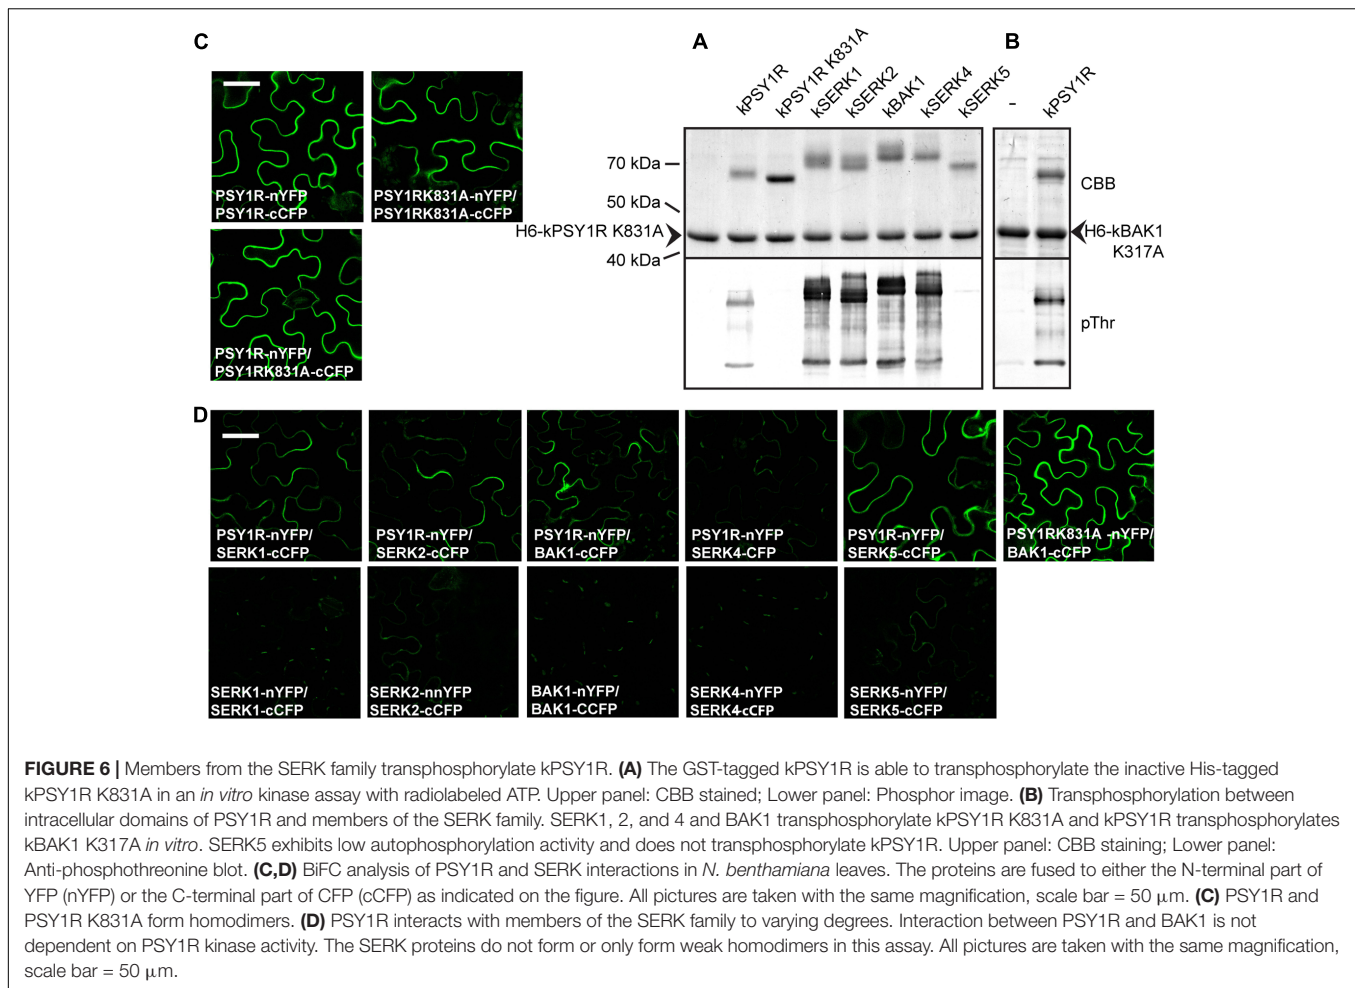 C
PSY1R-nYFP
PSY1R-cCFP
PSY1RK831A-nYFP/
PSY1RK831A-cCFP
PSY1R-nYFP/
PSY1RK831A-cCFP
A
B
kPSY1R
kPSY1R K831A
kSERK1
kSERK2
kBAK1
kSERK4
kSERK5
-
kPSY1R
70 kDa
50 kDa
H6-kPSY1R K831A
40 kDa
CBB
H6-kBAK1
K317A
pThr
D
PSY1R-nYFP/
SERK1-cCFP
PSY1R-nYFP/
SERK2-cCFP
PSY1R-nYFP/
BAK1-cCFP
PSY1R-nYFP
SERK4-CFP
PSY1R-nYFP/
SERK5-cCFP
PSY1RK831A -nYFP/
BAK1-cCFP
SERK1-nYFP/
SERK1-cCFP
SERK2-nnYFP
SERK2-cCFP
BAK1-nYFP/
BAK1-CCFP
SERK4-nYFP
SERK4-cCFP
SERK5-nYFP/
SERK5-cCFP
FIGURE 6 | Members from the SERK family transphosphorylate kPSY1R. (A) The GST-tagged kPSY1R is able to transphosphorylate the inactive His-tagged
kPSY1R K831A in an in vitro kinase assay with radiolabeled ATP. Upper panel: CBB stained; Lower panel: Phosphor image. (B) Transphosphorylation between
intracellular domains of PSY1R and members of the SERK family. SERK1, 2, and 4 and BAK1 transphosphorylate kPSY1R K831A and kPSY1R transphosphorylates
kBAK1 K317A in vitro. SERK5 exhibits low autophosphorylation activity and does not transphosphorylate kPSY1R. Upper panel: CBB staining; Lower panel:
Anti-phosphothreonine blot. (C,D) BiFC analysis of PSY1R and SERK interactions in N. benthamiana leaves. The proteins are fused to either the N-terminal part of
YFP (nYFP) or the C-terminal part of CFP (cCFP) as indicated on the figure. All pictures are taken with the same magnification, scale bar = 50 μm. (C) PSY1R and
PSY1R K831A form homodimers. (D) PSY1R interacts with members of the SERK family to varying degrees. Interaction between PSY1R and BAK1 is not
dependent on PSY1R kinase activity. The SERK proteins do not form or only form weak homodimers in this assay. All pictures are taken with the same magnification,
scale bar = 50 μm.